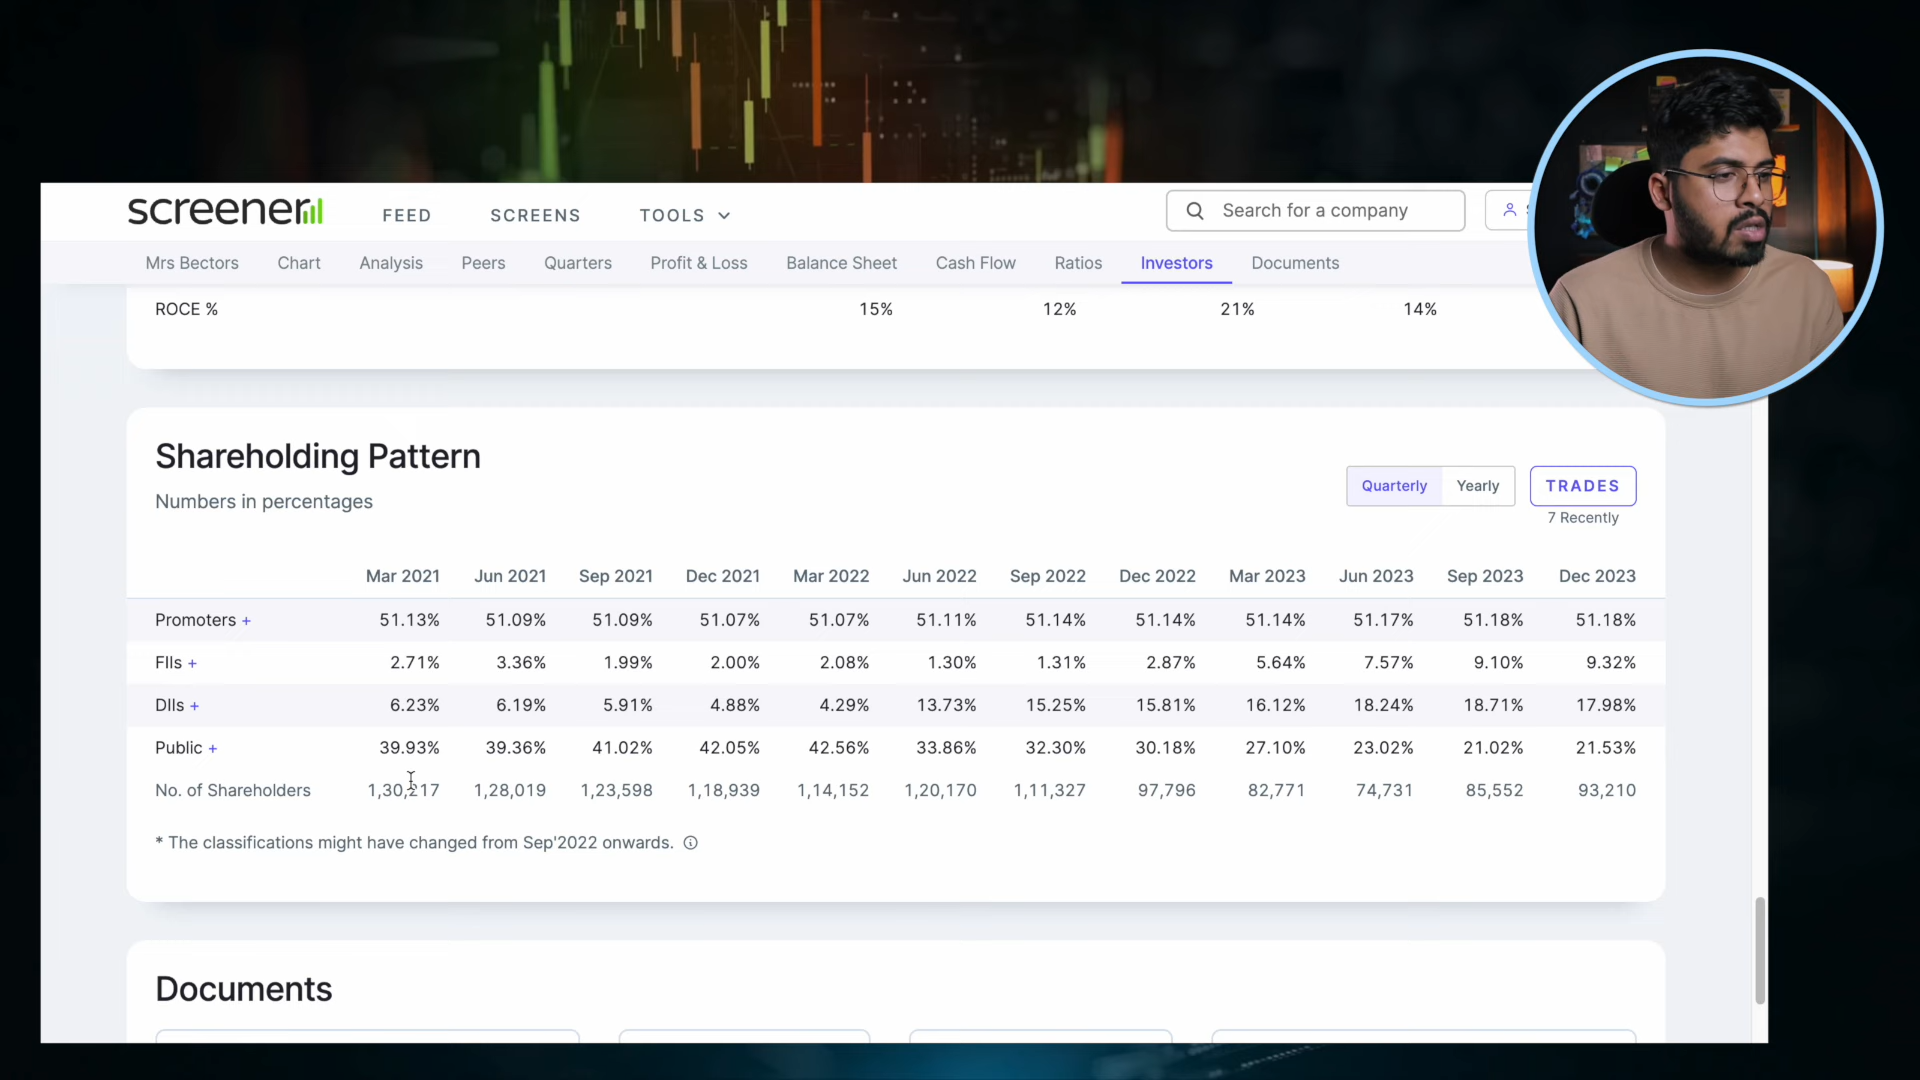 screener
FEED
SCREENS
TOOLS
Search for a company
Mrs Bectors
Chart
Analysis
Peers
Quarters
Profit & Loss
Balance Sheet
Cash Flow
Ratios
Investors
Documents
ROCE % 15% 12% 21% 14%
Shareholding Pattern
Numbers in percentages
Quarterly
Yearly
TRADES
7 Recently
Mar 2021 Jun 2021 Sep 2021 Dec 2021 Mar 2022 Jun 2022 Sep 2022 Dec 2022 Mar 2023 Jun 2023 Sep 2023 Dec 2023
Promoters + 51.13% 51.09% 51.09% 51.07% 51.07% 51.11% 51.14% 51.14% 51.14% 51.17% 51.18% 51.18%
FIIs + 2.71% 3.36% 1.99% 2.00% 2.08% 1.30% 1.31% 2.87% 5.64% 7.57% 9.10% 9.32%
DIIs + 6.23% 6.19% 5.91% 4.88% 4.29% 13.73% 15.25% 15.81% 16.12% 18.24% 18.71% 17.98%
Public + 39.93% 39.36% 41.02% 42.05% 42.56% 33.86% 32.30% 30.18% 27.10% 23.02% 21.02% 21.53%
No. of Shareholders 1,30,217 1,28,019 1,23,598 1,18,939 1,14,152 1,20,170 1,11,327 97,796 82,771 74,731 85,552 93,210
* The classifications might have changed from Sep'2022 onwards.
Documents